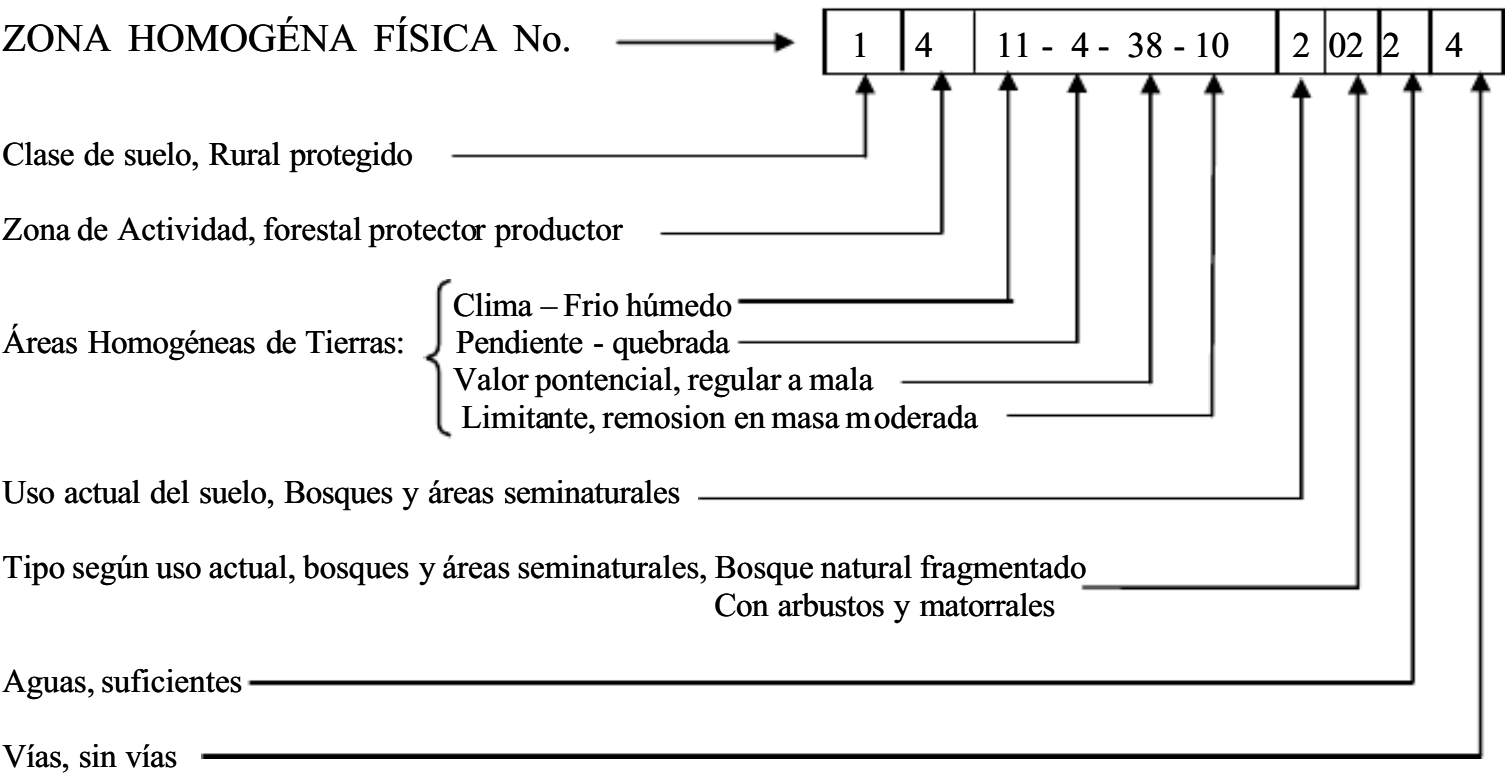 ZONA HOMOGÉNA FÍSICA No. 1 4 11 - 4 - 38 - 10 2 02 2 4
Clase de suelo, Rural protegido
Zona de Actividad, forestal protector productor
Áreas Homogéneas de Tierras:
Clima – Frio húmedo
Pendiente - quebrada
Valor pontencial, regular a mala
Limitante, remosion en masa moderada
Uso actual del suelo, Bosques y áreas seminaturales
Tipo según uso actual, bosques y áreas seminaturales, Bosque natural fragmentado
Con arbustos y matorrales
Aguas, suficientes
Vías, sin vías